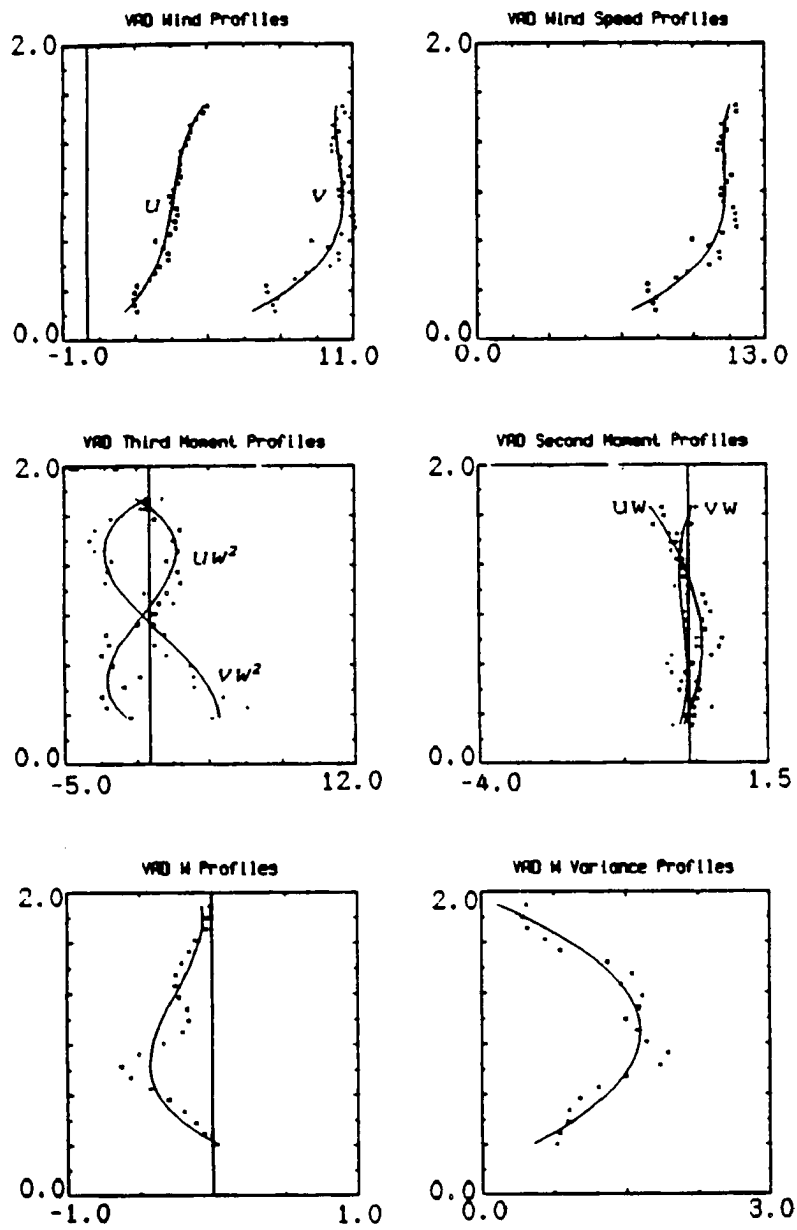 VAD Wind Profiles
2.0
U
V
0.0
-1.0
11.0
VAD Wind Speed Profiles
2.0
0.0
0.0
13.0
VAD Third Moment Profiles
2.0
UW²
VW²
0.0
-5.0
12.0
VAD Second Moment Profiles
2.0
UW
VW
0.0
-4.0
1.5
VAD W Profiles
2.0
0.0
-1.0
1.0
VAD W Variance Profiles
2.0
0.0
0.0
3.0